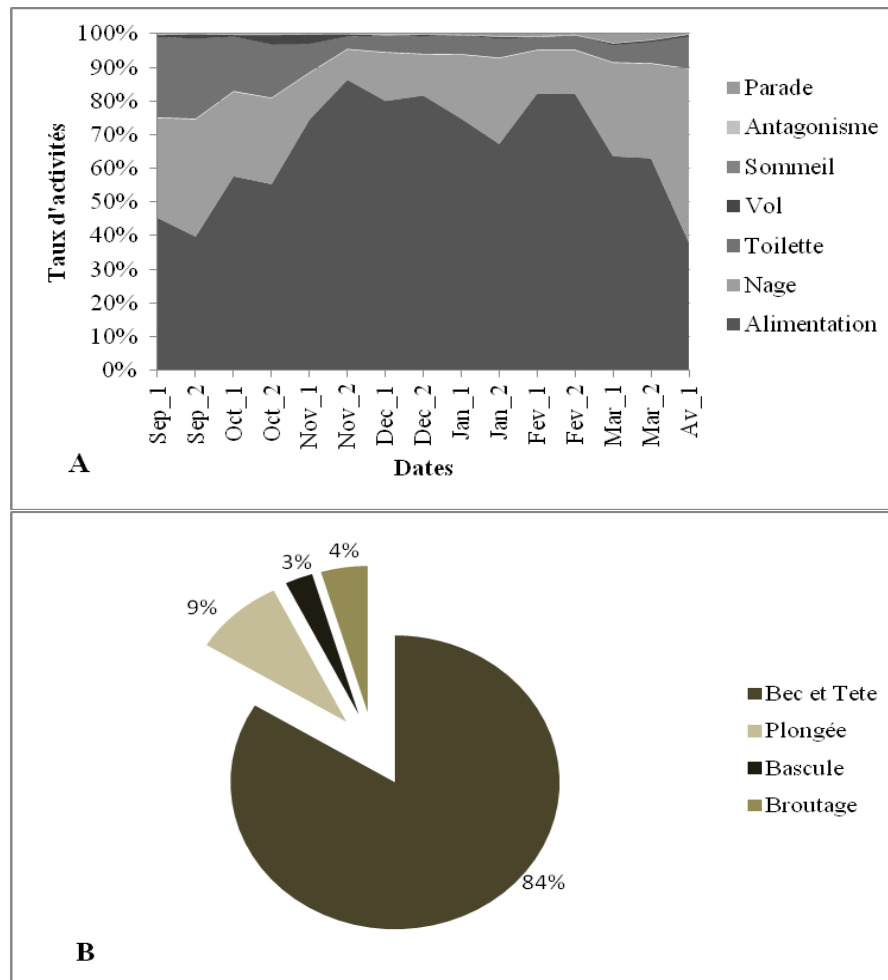 100%
90%
80%
70%
60%
50%
40%
30%
20%
10%
0%
Taux d'activités
Sep_1
Sep_2
Oct_1
Oct_2
Nov_1
Nov_2
Dec_1
Dec_2
Jan_1
Jan_2
Fev_1
Fev_2
Mar_1
Mar_2
Av_1
Dates
A
Parade
Antagonisme
Sommeil
Vol
Toilette
Nage
Alimentation
9%
3%
4%
84%
Bec et Tete
Plongée
Bascule
Broutage
B